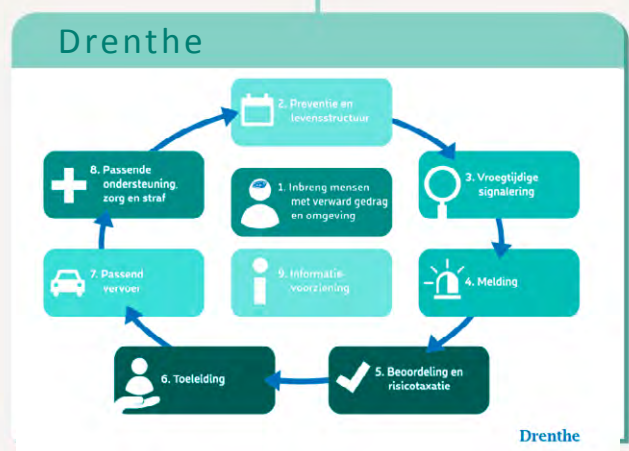 Drenthe
2. Preventie en
levensstructuur
8. Passende
ondersteuning,
zorg en straf
1. Inbreng mensen
met verward gedrag
en omgeving
3. Vroegtijdige
signalering
7. Passend
vervoer
9. Informatie-
voorziening
4. Melding
6. Toeleiding
5. Beoordeling en
risicotaxatie
Drenthe